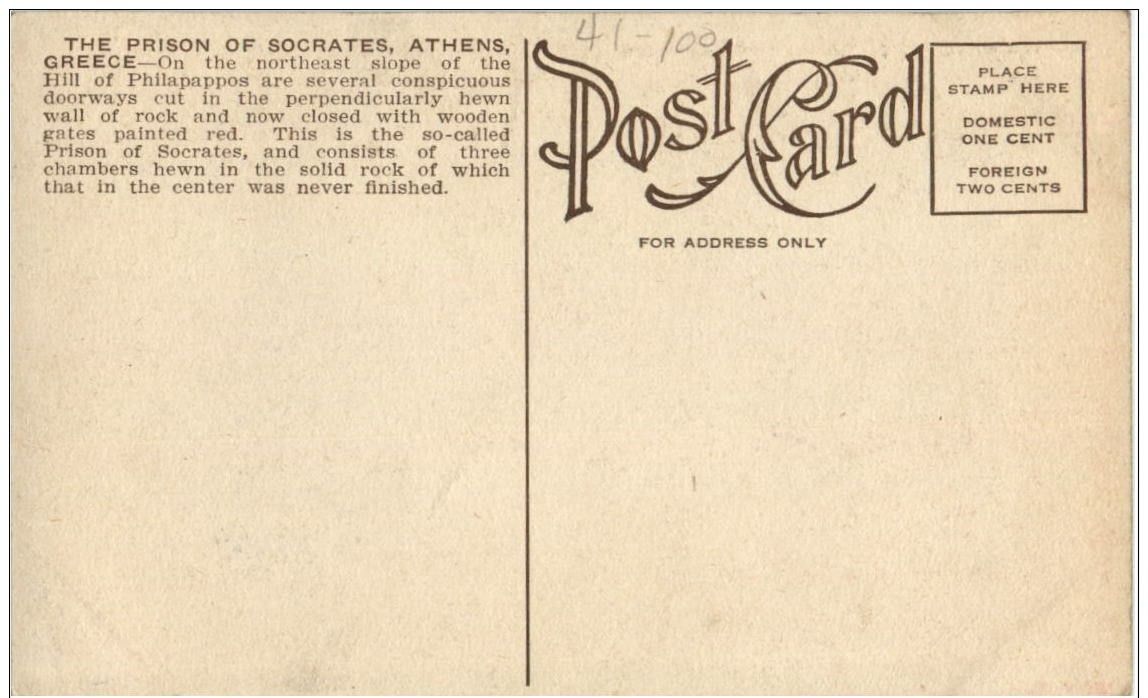 THE PRISON OF SOCRATES, ATHENS,
GREECE—On the northeast slope of the
Hill of Philapappos are several conspicuous
doorways cut in the perpendicularly hewn
wall of rock and now closed with wooden
gates painted red. This is the so-called
Prison of Socrates, and consists of three
chambers hewn in the solid rock of which
that in the center was never finished.
41-100
Post Card
FOR ADDRESS ONLY
PLACE
STAMP HERE
DOMESTIC
ONE CENT
FOREIGN
TWO CENTS